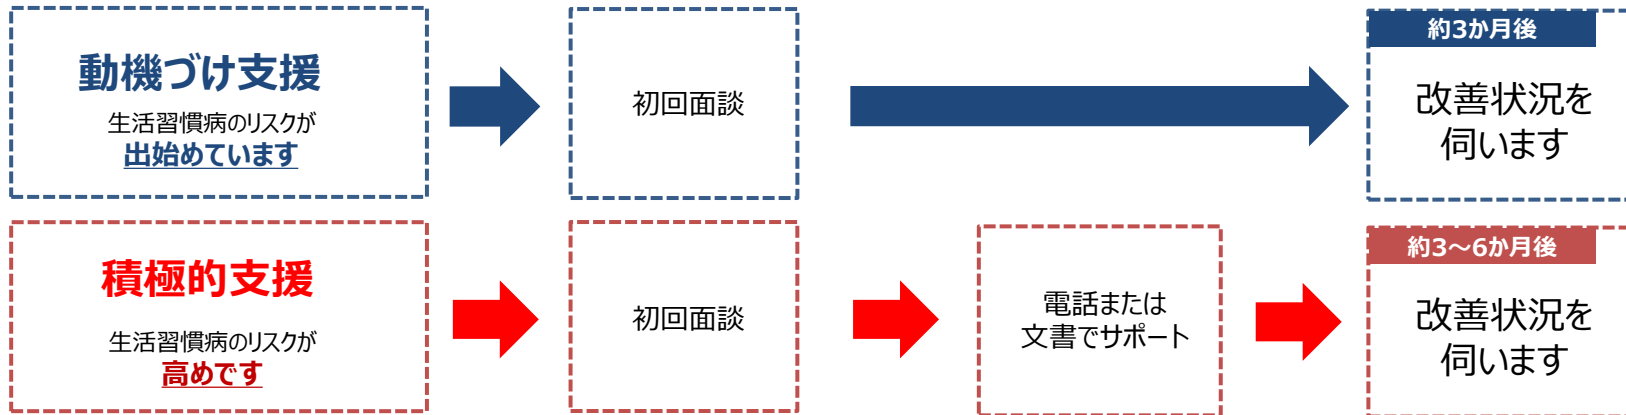 動機づけ支援
生活習慣病のリスクが
出始めています
初回面談
約3か月後
改善状況を
伺います
積極的支援
生活習慣病のリスクが
高めです
初回面談
電話または
文書でサポート
約3～6か月後
改善状況を
伺います